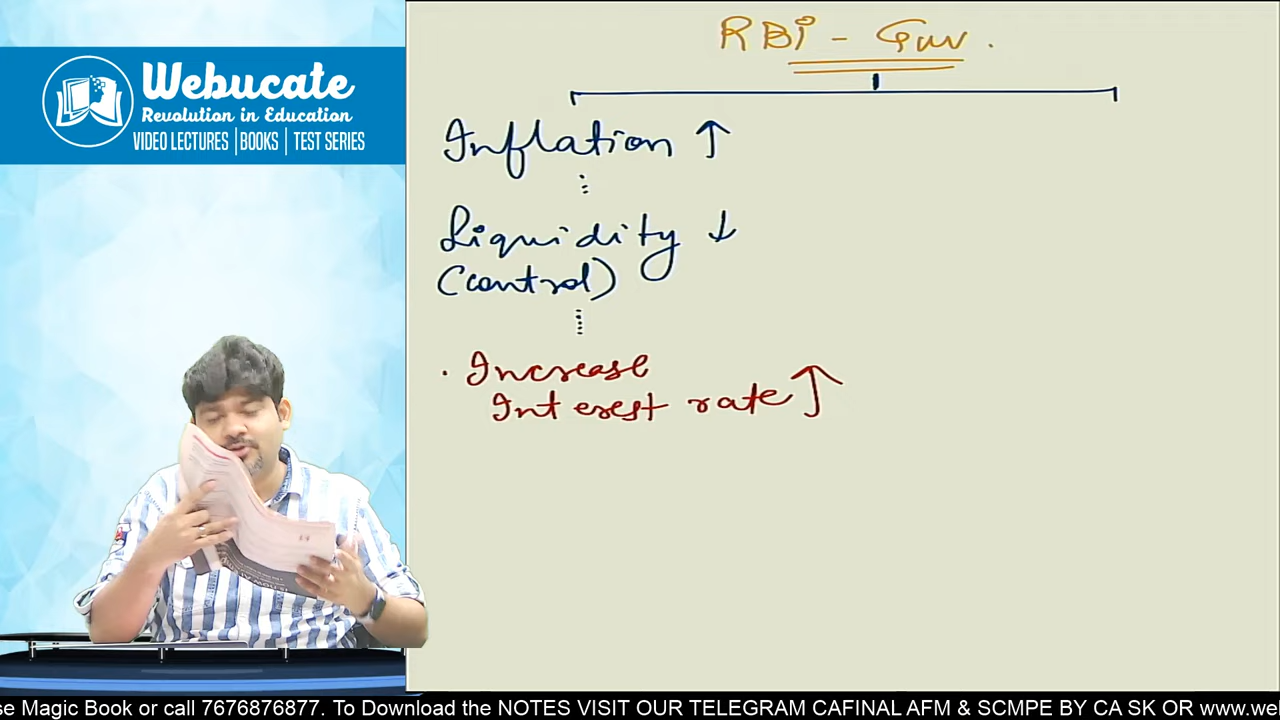 Webucate
Revolution in Education
VIDEO LECTURES | BOOKS | TEST SERIES
RBI - Gov.
Inflation ↑
Liquidity ↓
(control)
. Increase
Interest rate ↑
se Magic Book or call 7676876877. To Download the NOTES VISIT OUR TELEGRAM CAFINAL AFM & SCMPE BY CA SK OR www.we